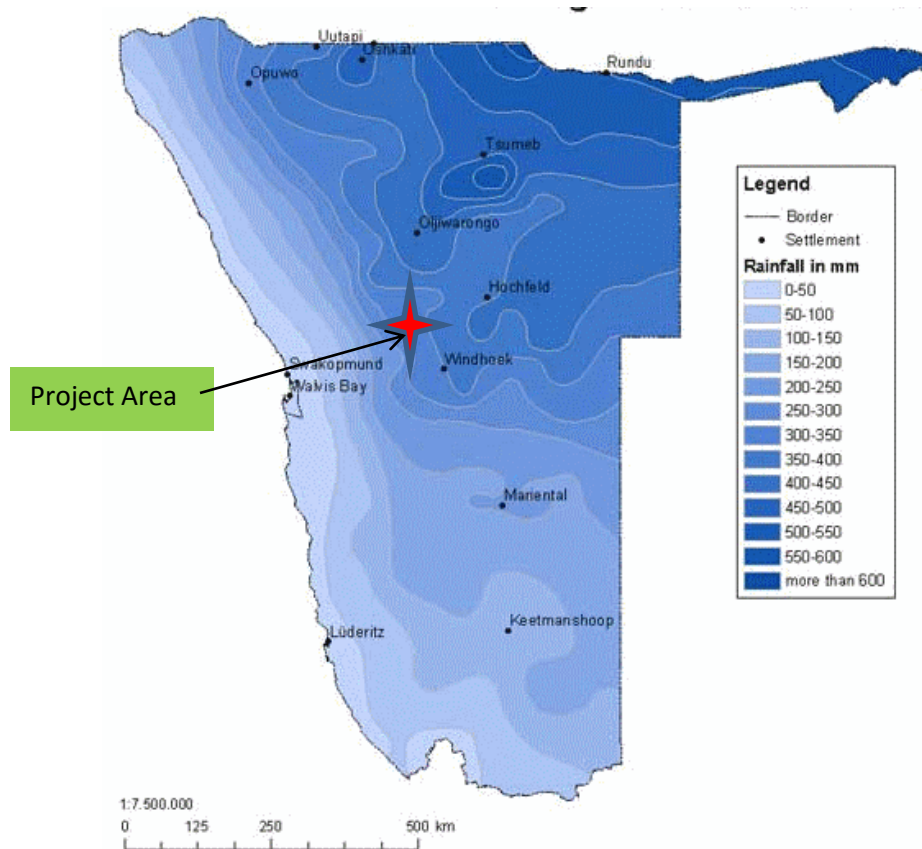 Uutapi
Oshkati
Opuwo
Rundu
Tsumeb
Otjiwarongo
Hochfeld
Windhoek
Swakopmund
Walvis Bay
Project Area
Mariental
Keetmanshoop
Lüderitz
Legend
Border
Settlement
Rainfall in mm
0-50
50-100
100-150
150-200
200-250
250-300
300-350
350-400
400-450
450-500
500-550
550-600
more than 600
1:7.500.000
0 125 250 500 km